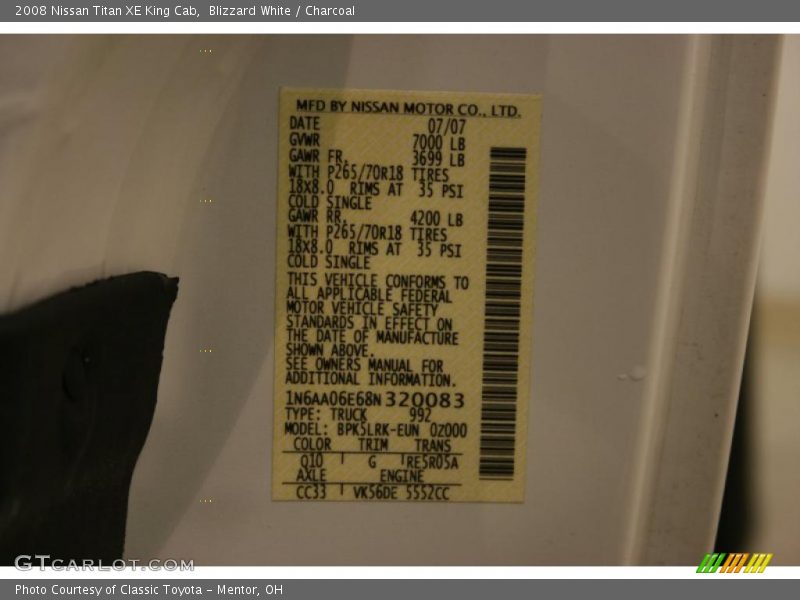 2008 Nissan Titan XE King Cab,  Blizzard White / Charcoal
MFD BY NISSAN MOTOR CO., LTD.
DATE 07/07
GVWR 7000 LB
GAWR FR. 3699 LB
WITH P265/70R18 TIRES
18X8.0 RIMS AT 35 PSI
COLD SINGLE
GAWR RR. 4200 LB
WITH P265/70R18 TIRES
18X8.0 RIMS AT 35 PSI
COLD SINGLE
THIS VEHICLE CONFORMS TO
ALL APPLICABLE FEDERAL
MOTOR VEHICLE SAFETY
STANDARDS IN EFFECT ON
THE DATE OF MANUFACTURE
SHOWN ABOVE.
SEE OWNERS MANUAL FOR
ADDITIONAL INFORMATION.
1N6AA06E68N320083
TYPE: TRUCK 992
MODEL: BPK5LRK-EUN 0Z000
COLOR TRIM TRANS
Q10 G RE5R05A
AXLE ENGINE
CC33 VK56DE 5552CC
GTCARLOT.COM
Photo Courtesy of Classic Toyota - Mentor, OH